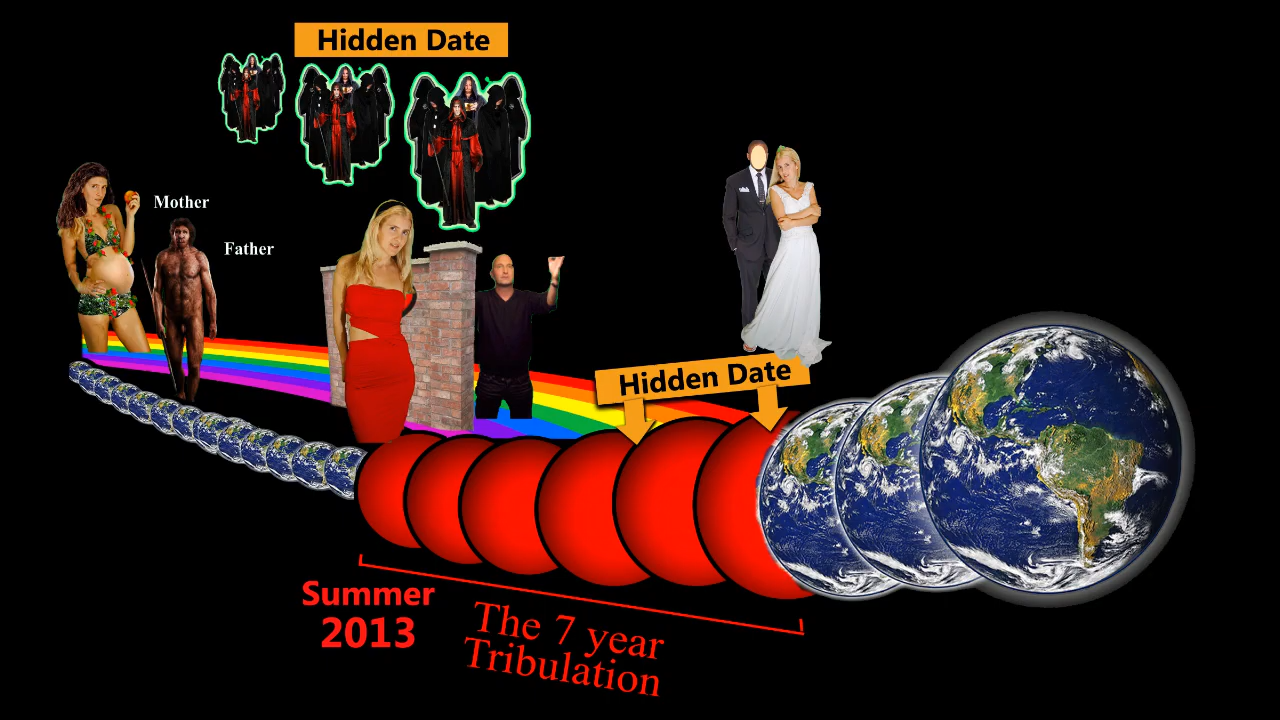 Hidden Date
Mother
Father
Hidden Date
Summer
2013
The 7 year
Tribulation